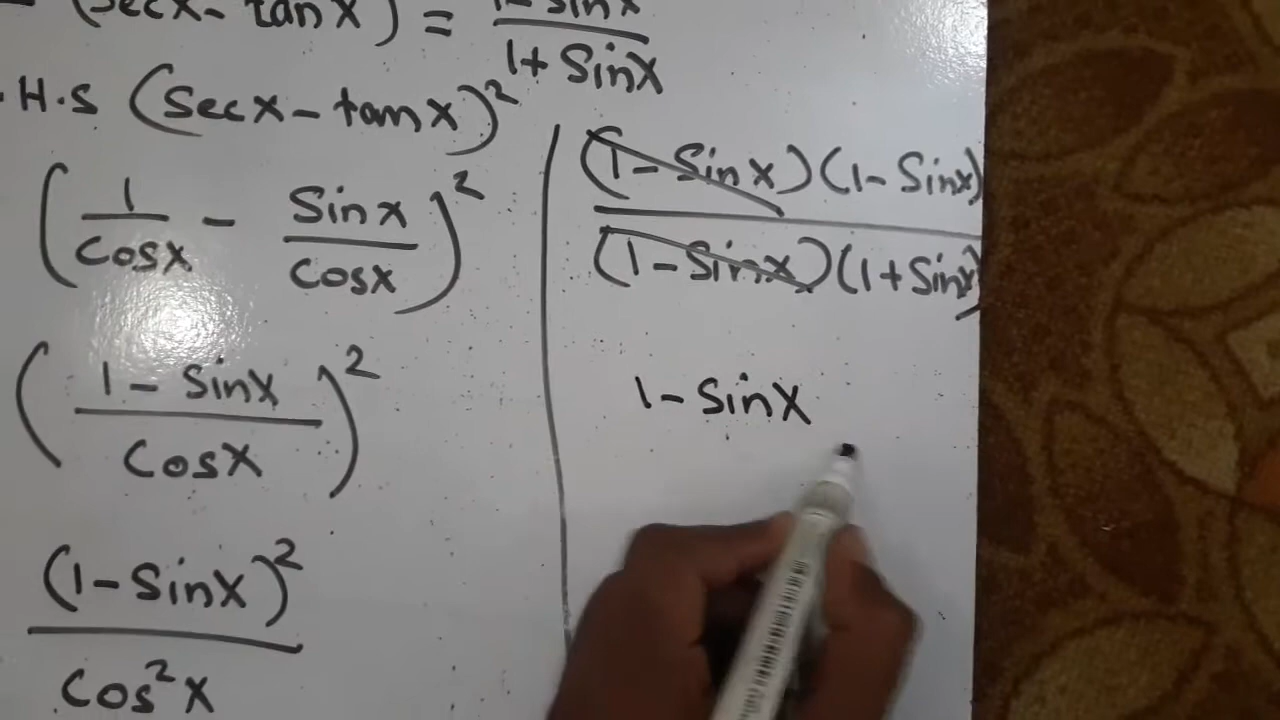 (Secx - tanx) = 1 - Sinx / 1 + Sinx
.H.S (Secx - tanx)²
(1 / Cosx - Sinx / Cosx)²
(1 - Sinx / Cosx)²
(1 - Sinx)² / Cos²x
(1 - Sinx)(1 - Sinx) / (1 - Sinx)(1 + Sinx)
1 - Sinx